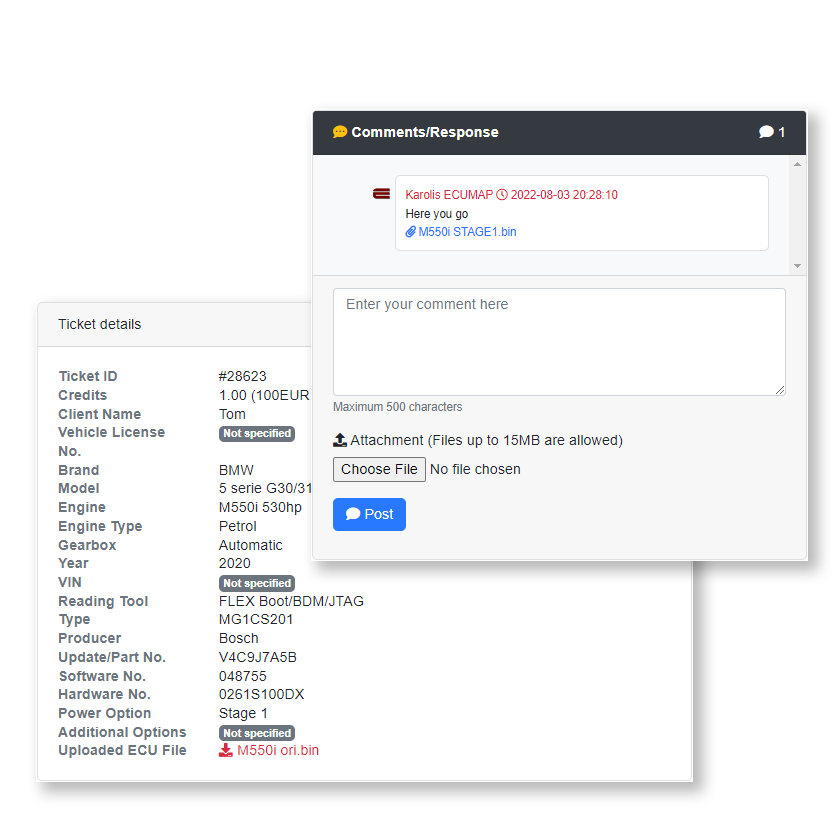 Comments/Response
1
Karolis ECUMAP 2022-08-03 20:28:10
Here you go
M550i STAGE1.bin
Enter your comment here
Maximum 500 characters
Attachment (Files up to 15MB are allowed)
Choose File No file chosen
Post
Ticket details
Ticket ID #28623
Credits 1.00 (100EUR
Client Name Tom
Vehicle License Not specified
No.
Brand BMW
Model 5 serie G30/31
Engine M550i 530hp
Engine Type Petrol
Gearbox Automatic
Year 2020
VIN Not specified
Reading Tool FLEX Boot/BDM/JTAG
Type MG1CS201
Producer Bosch
Update/Part No. V4C9J7A5B
Software No. 048755
Hardware No. 0261S100DX
Power Option Stage 1
Additional Options Not specified
Uploaded ECU File M550i ori.bin